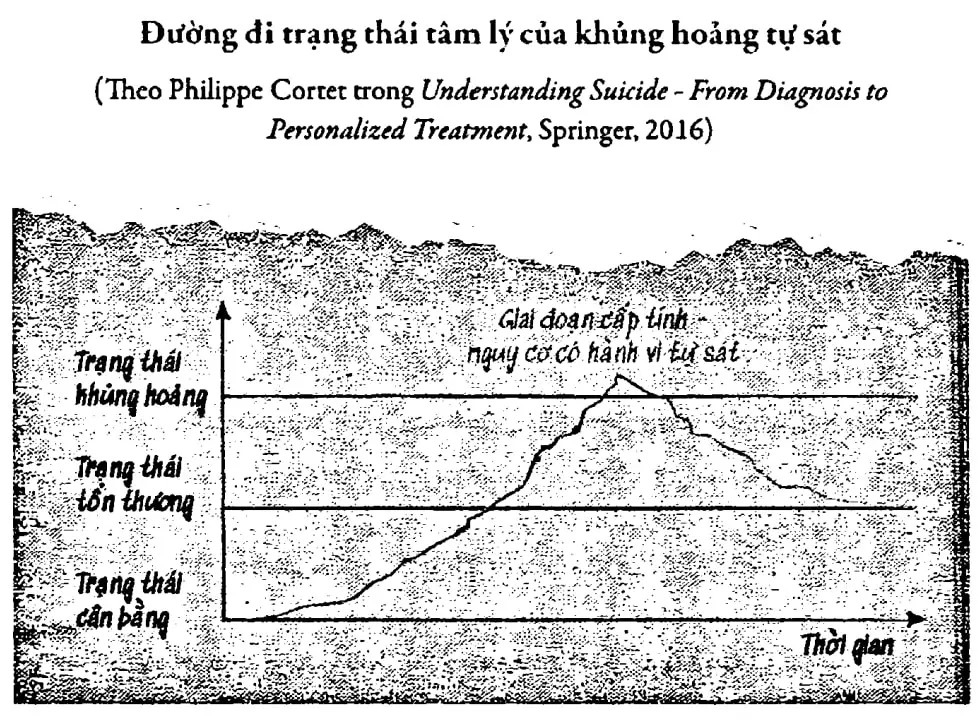 Đường đi trạng thái tâm lý của khủng hoảng tự sát
(Theo Philippe Cortet trong Understanding Suicide - From Diagnosis to
Personalized Treatment, Springer, 2016)
Giai đoạn cấp tính -
nguy cơ có hành vi tự sát
Trạng thái
khủng hoảng
Trạng thái
tổn thương
Trạng thái
cân bằng
Thời gian